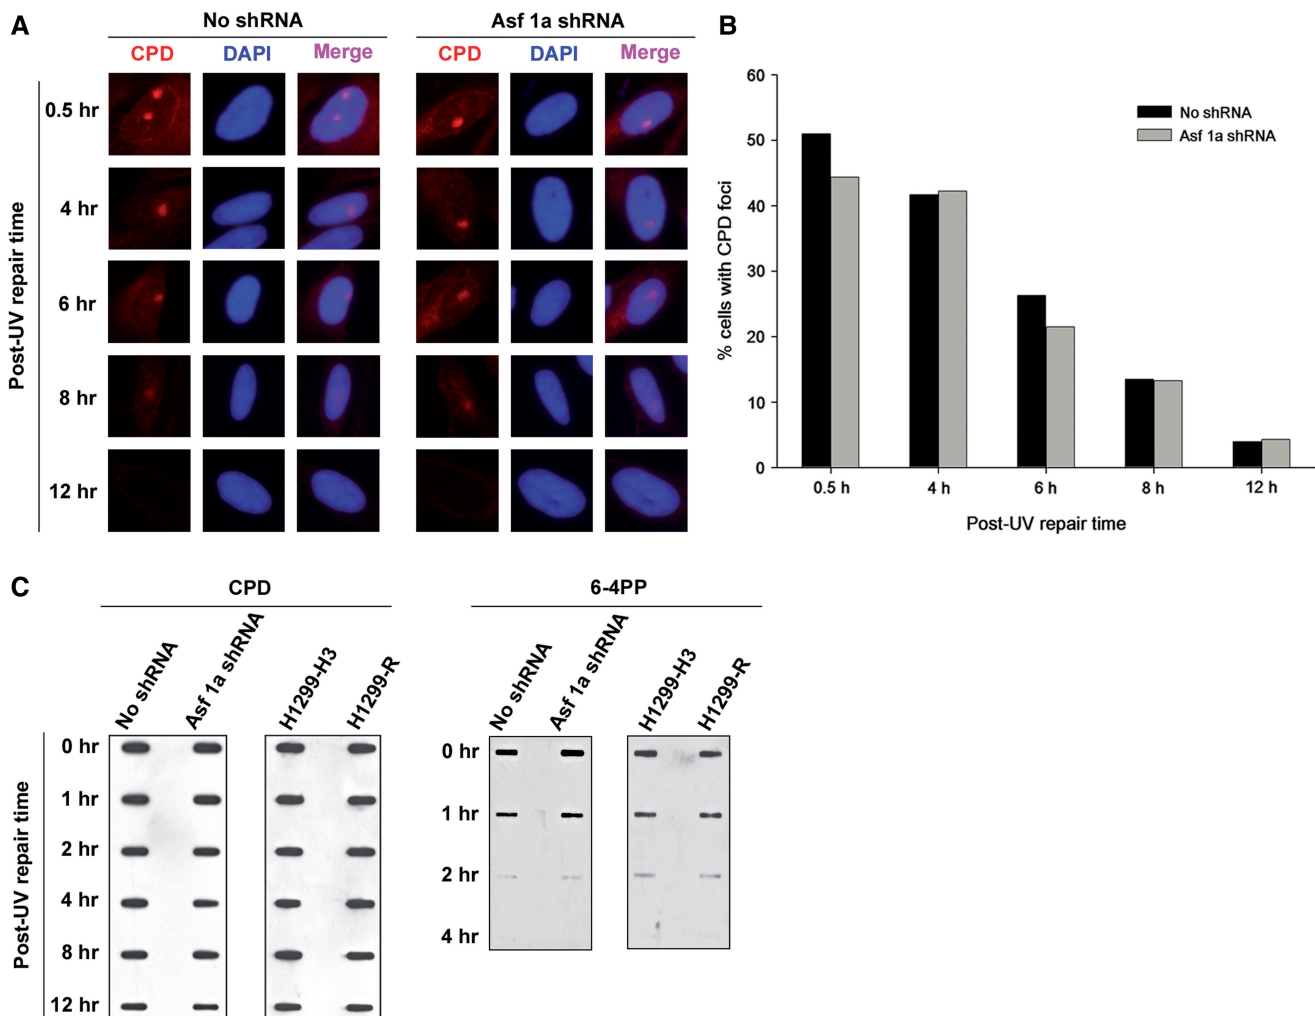 A
No shRNA
Asf 1a shRNA
CPD
DAPI
Merge
CPD
DAPI
Merge
Post-UV repair time
0.5 hr
4 hr
6 hr
8 hr
12 hr
B
% cells with CPD foci
60
50
40
30
20
10
0
No shRNA
Asf 1a shRNA
0.5 h
4 h
6 h
8 h
12 h
Post-UV repair time
C
CPD
No shRNA
Asf 1a shRNA
H1299-H3
H1299-R
Post-UV repair time
0 hr
1 hr
2 hr
4 hr
8 hr
12 hr
6-4PP
No shRNA
Asf 1a shRNA
H1299-H3
H1299-R
0 hr
1 hr
2 hr
4 hr